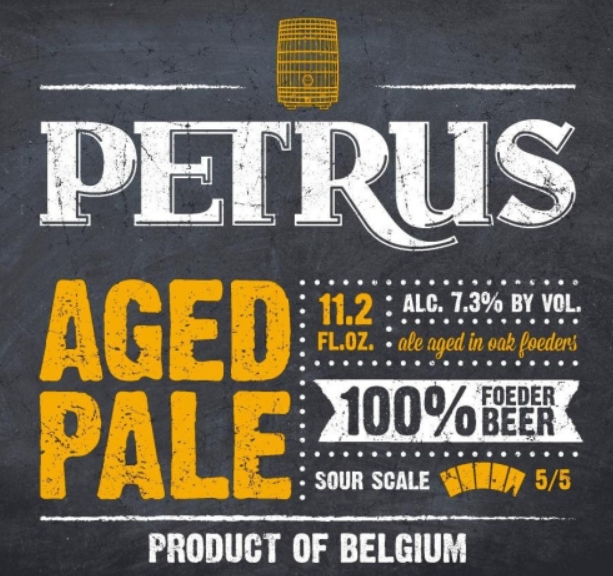 PETRUS
AGED
PALE
11.2
FL.OZ.
ALC. 7.3% BY VOL.
ale aged in oak foeders
100% FOEDER
BEER
SOUR SCALE 5/5
PRODUCT OF BELGIUM